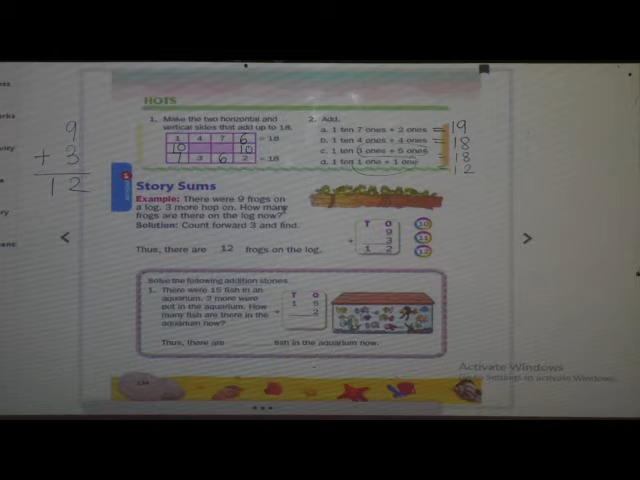 HOTS
1. Make the two horizontal and
vertical sides that add up to 18.
1 4 7 6 = 18
10 10
7 3 6 2 = 18
2. Add.
a. 1 ten 7 ones + 2 ones = 19
b. 1 ten 4 ones + 4 ones = 18
c. 1 ten 3 ones + 5 ones = 18
d. 1 ten 1 one + 1 one = 12
9
+ 3
12
Story Sums
Example: There were 9 frogs on
a log. 3 more hop on. How many
frogs are there on the log now?
Solution: Count forward 3 and find.
Thus, there are 12 frogs on the log.
T O
9
+ 3
1 2
10
11
12
Solve the following addition stories.
1. There were 15 fish in an
aquarium. 2 more were
put in the aquarium. How
many fish are there in the
aquarium now?
T O
1 5
+ 2
Thus, there are fish in the aquarium now.
Activate Windows
Go to Settings to activate Windows.